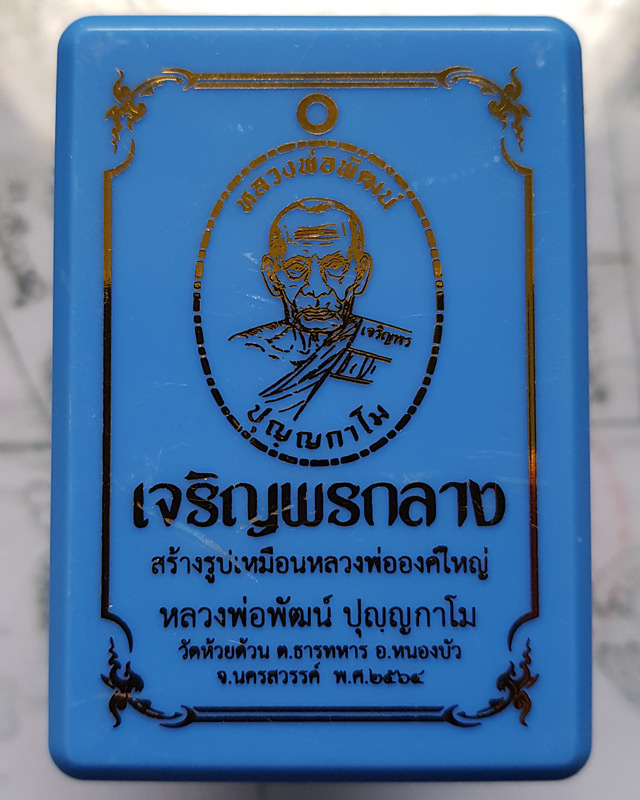 หลวงพ่อพัฒน์
เจริญพร
ปุญฺญกาโม
เจริญพรกลาง
สร้างรูปเหมือนหลวงพ่อองค์ใหญ่
หลวงพ่อพัฒน์ ปุญฺญกาโม
วัดห้วยด้วน ต.ธารทหาร อ.หนองบัว
จ.นครสวรรค์ พ.ศ.๒๕๖๔